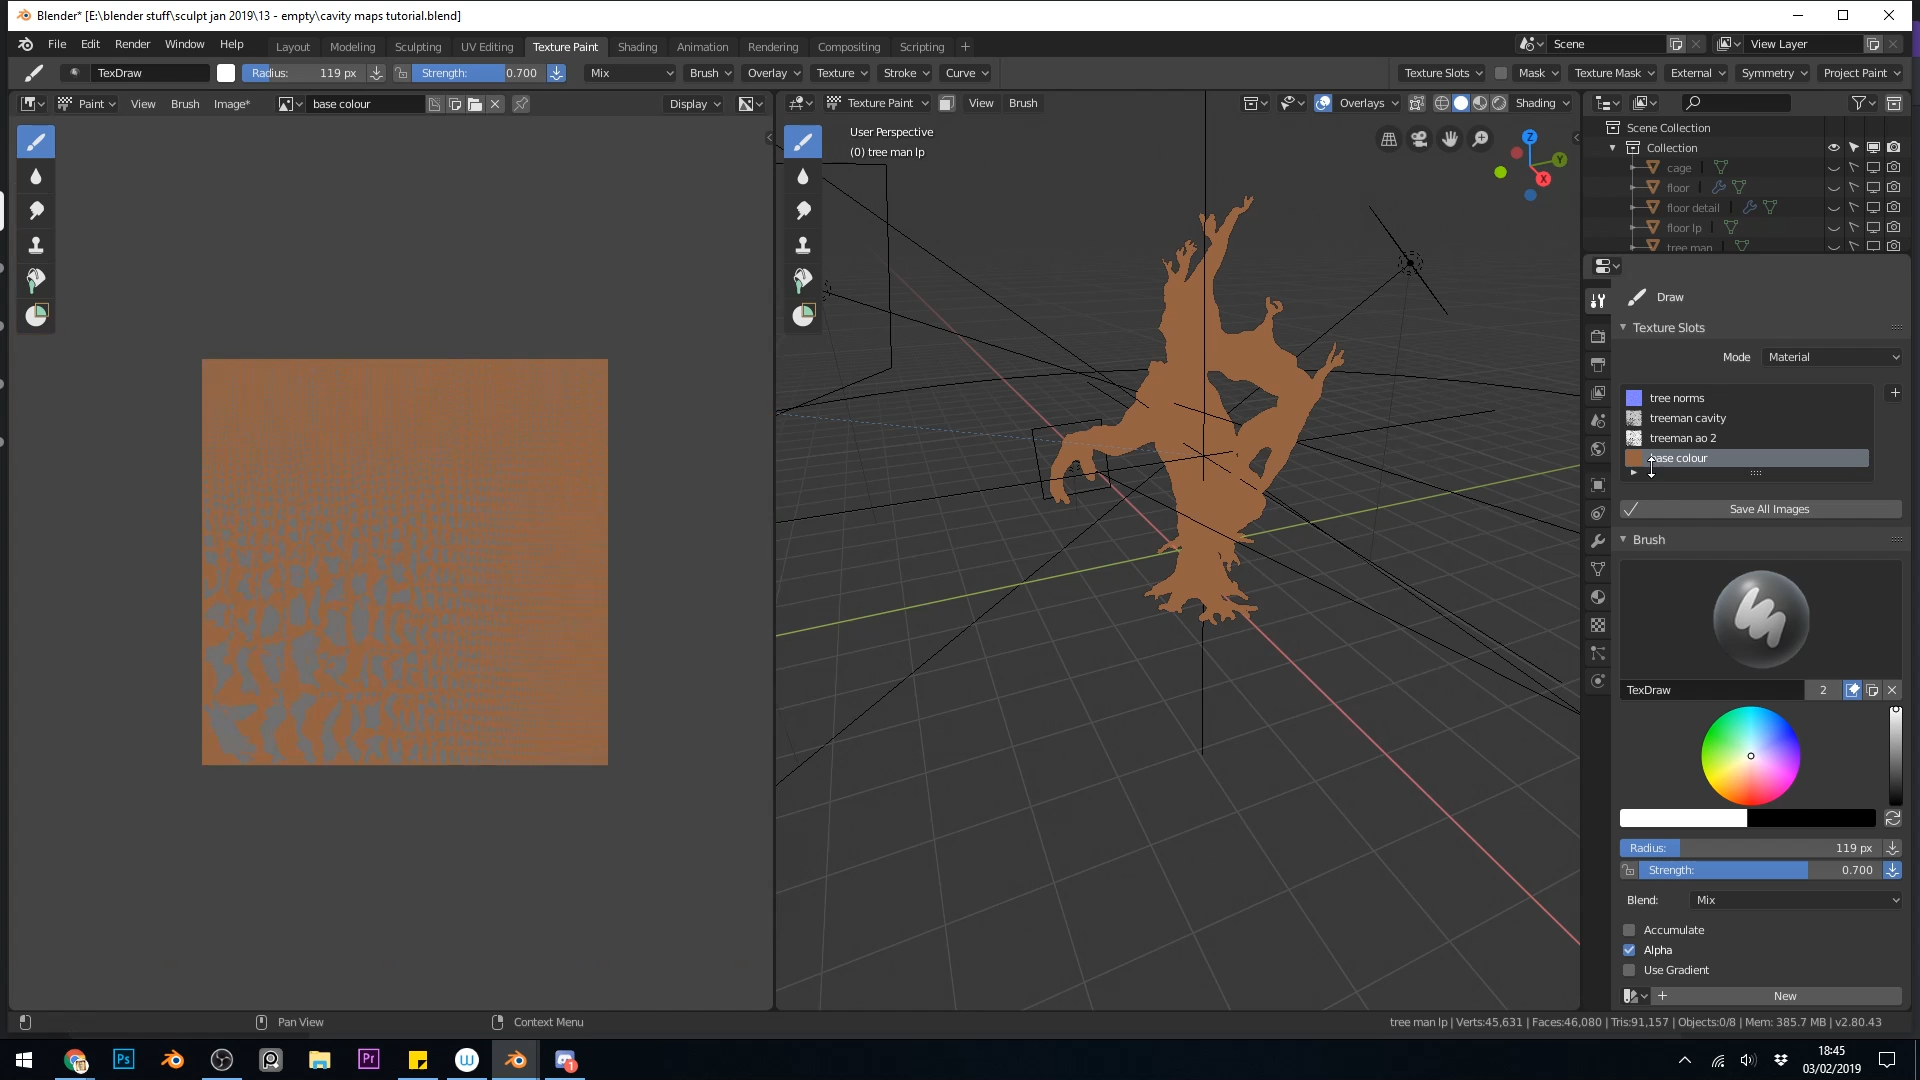 Blender* [E:\blender stuff\sculpt jan 2019\13 - empty\cavity maps tutorial.blend]
File Edit Render Window Help Layout Modeling Sculpting UV Editing Texture Paint Shading Animation Rendering Compositing Scripting + Scene View Layer
TexDraw Radius: 119 px Strength: 0.700 Mix Brush Overlay Texture Stroke Curve Texture Slots Mask Texture Mask External Symmetry Project Paint
Paint View Brush Image* base colour Display Texture Paint View Brush Overlays Shading
User Perspective
(0) tree man lp
Z
Y
X
Scene Collection
Collection
cage
floor
floor detail
floor lp
tree man
Draw
Texture Slots
Mode Material
tree norms
treeman cavity
treeman ao 2
base colour
Save All Images
Brush
TexDraw 2
Radius: 119 px
Strength: 0.700
Blend: Mix
Accumulate
Alpha
Use Gradient
+ New
Pan View Context Menu tree man lp | Verts:45,631 | Faces:46,080 | Tris:91,157 | Objects:0/8 | Mem: 385.7 MB | v2.80.43
Ps Pr W 1
18:45
03/02/2019